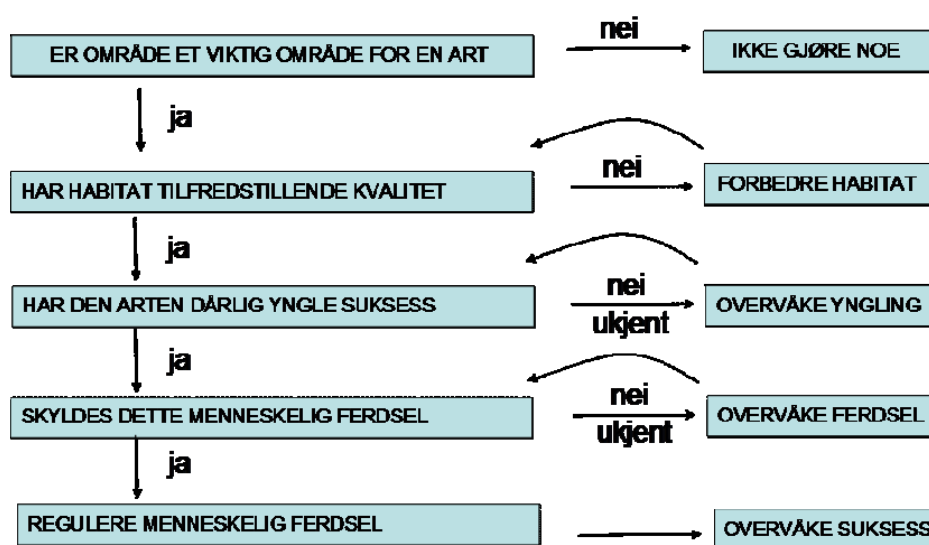 ER OMRÅDE ET VIKTIG OMRÅDE FOR EN ART
nei
IKKE GJØRE NOE
ja
HAR HABITAT TILFREDSTILLENDE KVALITET
nei
FORBEDRE HABITAT
ja
HAR DEN ARTEN DÅRLIG YNGLE SUKSESS
nei
ukjent
OVERVÅKE YNGLING
ja
SKYLDES DETTE MENNESKELIG FERDSEL
nei
ukjent
OVERVÅKE FERDSEL
ja
REGULERE MENNESKELIG FERDSEL
OVERVÅKE SUKSESS